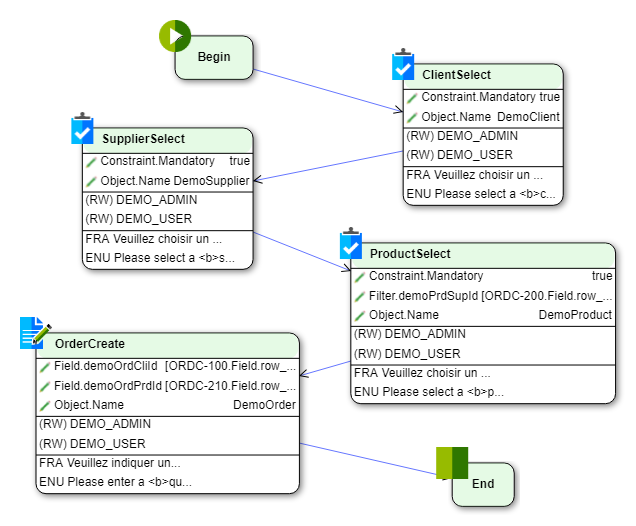 Begin
ClientSelect
Constraint.Mandatory true
Object.Name DemoClient
(RW) DEMO_ADMIN
(RW) DEMO_USER
FRA Veuillez choisir un ...
ENU Please select a <b>c...
SupplierSelect
Constraint.Mandatory true
Object.Name DemoSupplier
(RW) DEMO_ADMIN
(RW) DEMO_USER
FRA Veuillez choisir un ...
ENU Please select a <b>s...
ProductSelect
Constraint.Mandatory true
Filter.demoPrdSupId [ORDC-200.Field.row_...
Object.Name DemoProduct
(RW) DEMO_ADMIN
(RW) DEMO_USER
FRA Veuillez choisir un ...
ENU Please select a <b>p...
OrderCreate
Field.demoOrdCliId [ORDC-100.Field.row_...
Field.demoOrdPrdId [ORDC-210.Field.row_...
Object.Name DemoOrder
(RW) DEMO_ADMIN
(RW) DEMO_USER
FRA Veuillez indiquer un...
ENU Please enter a <b>qu...
End